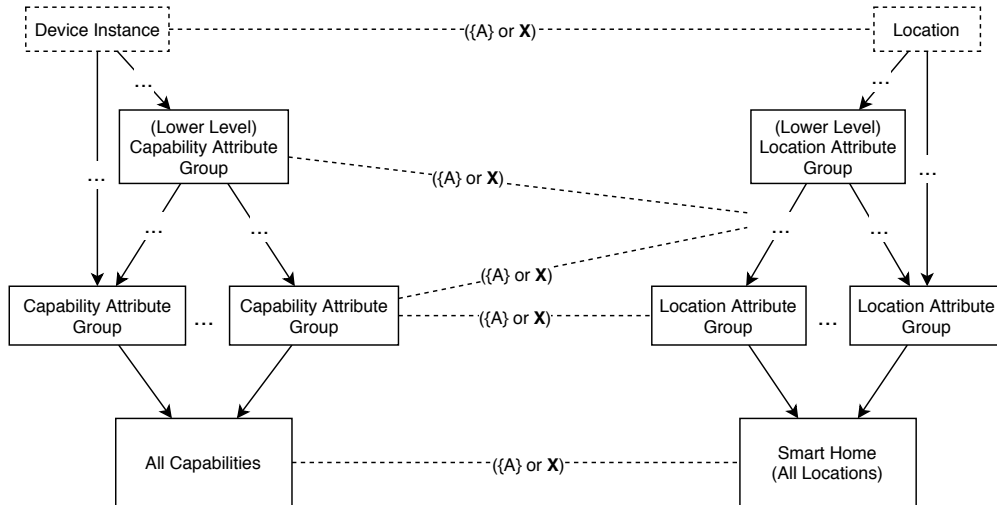 Device Instance
({A} or X)
Location
...
...
(Lower Level)
Capability Attribute
Group
(Lower Level)
Location Attribute
Group
...
({A} or X)
...
...
...
...
...
({A} or X)
Capability Attribute
Group
...
Capability Attribute
Group
({A} or X)
Location Attribute
Group
...
Location Attribute
Group
All Capabilities
({A} or X)
Smart Home
(All Locations)